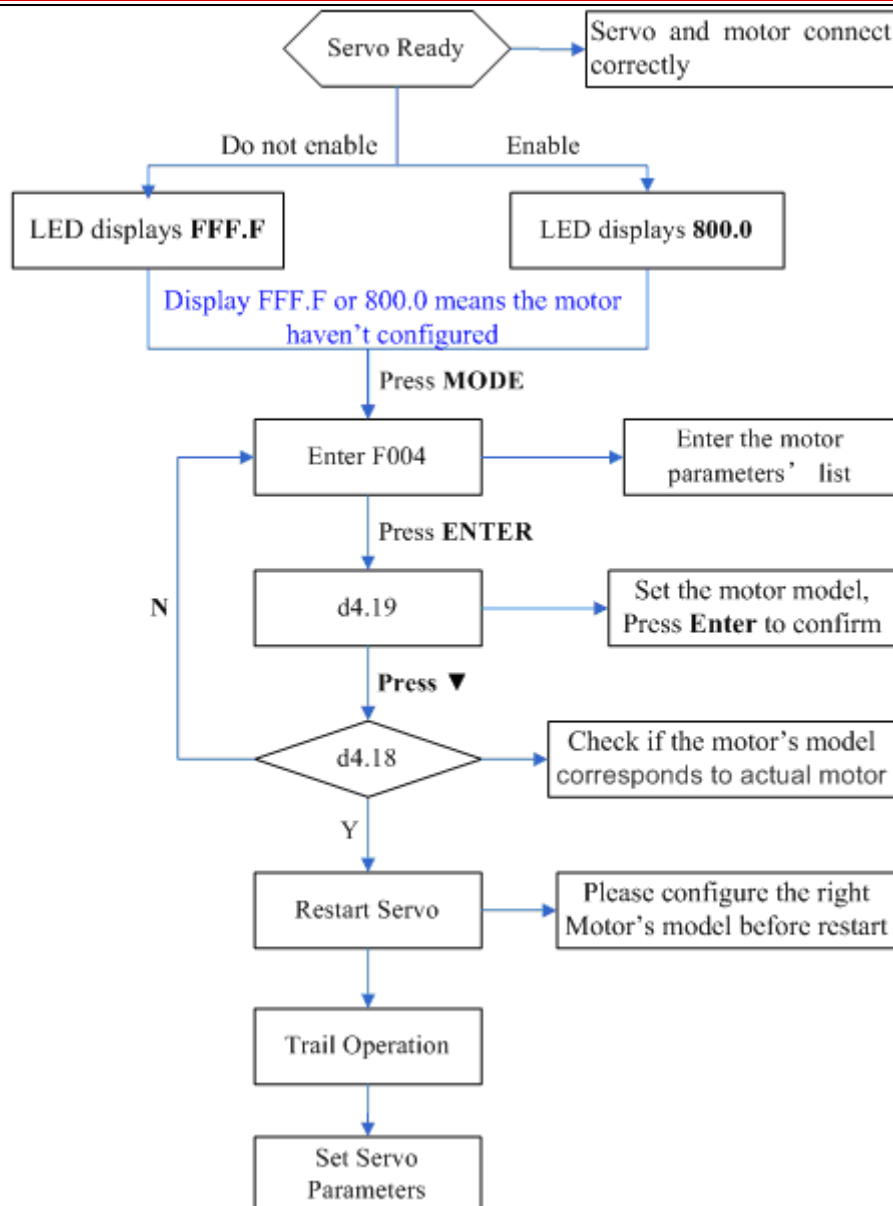 Servo Ready
Servo and motor connect
correctly
Do not enable
Enable
LED displays FFF.F
LED displays 800.0
Display FFF.F or 800.0 means the motor
haven't configured
Press MODE
Enter F004
Enter the motor
parameters' list
Press ENTER
N
d4.19
Set the motor model,
Press Enter to confirm
Press ▼
d4.18
Check if the motor's model
corresponds to actual motor
Y
Restart Servo
Please configure the right
Motor's model before restart
Trail Operation
Set Servo
Parameters